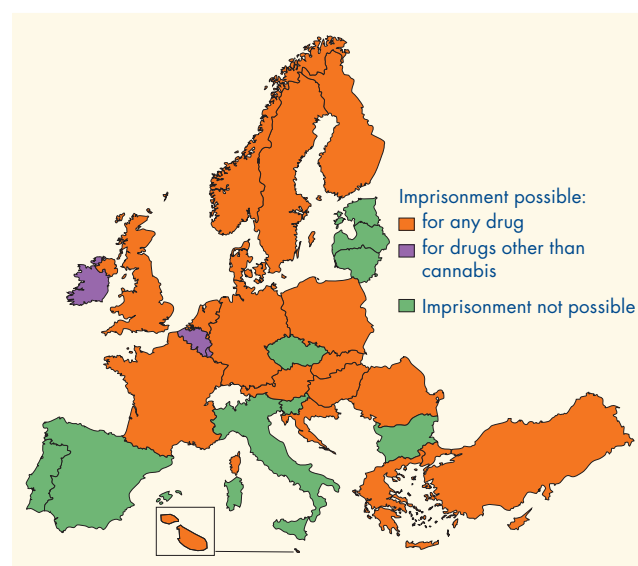 Imprisonment possible:
for any drug
for drugs other than
cannabis
Imprisonment not possible